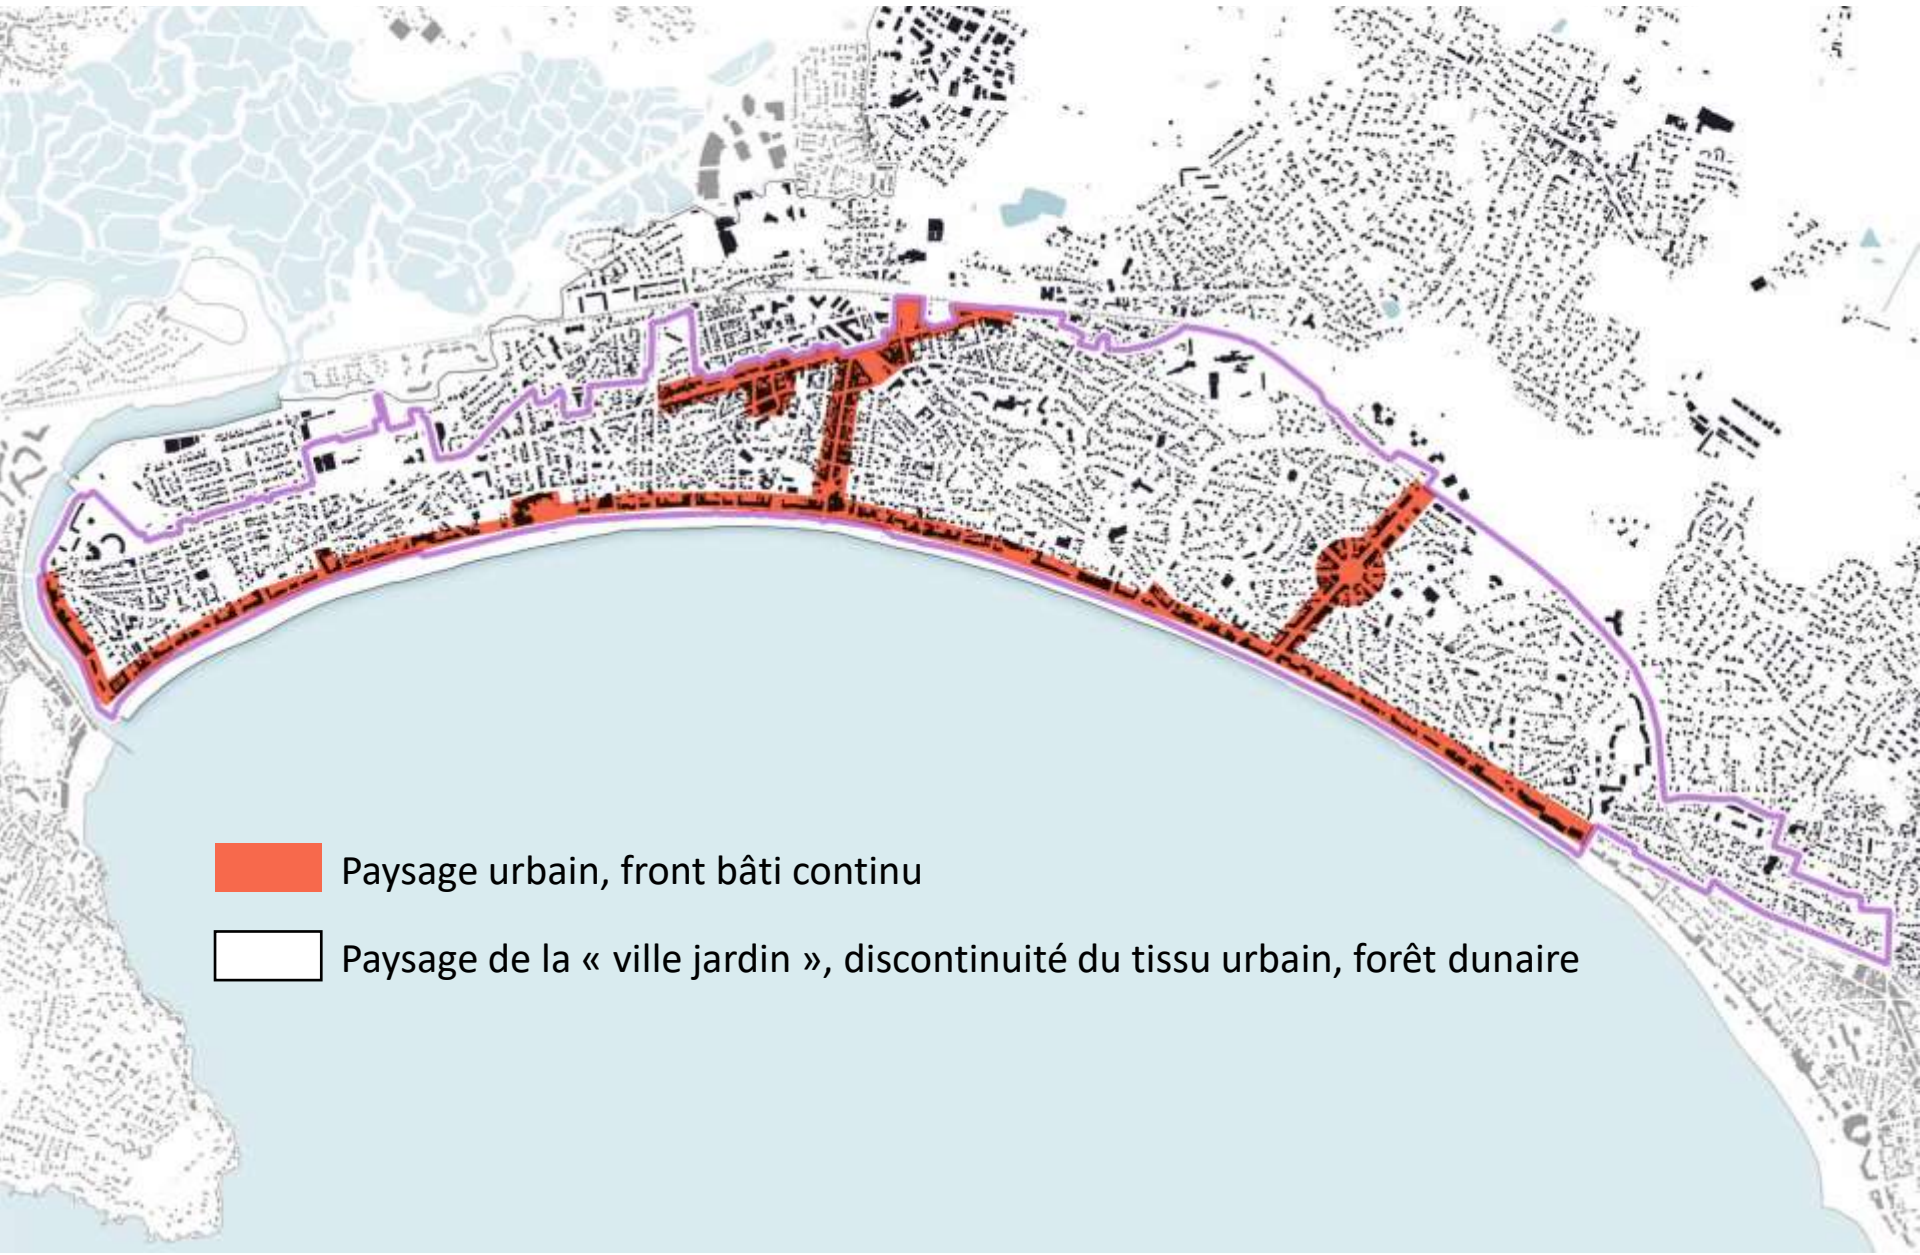 Paysage urbain, front bâti continu
Paysage de la « ville jardin », discontinuité du tissu urbain, forêt dunaire